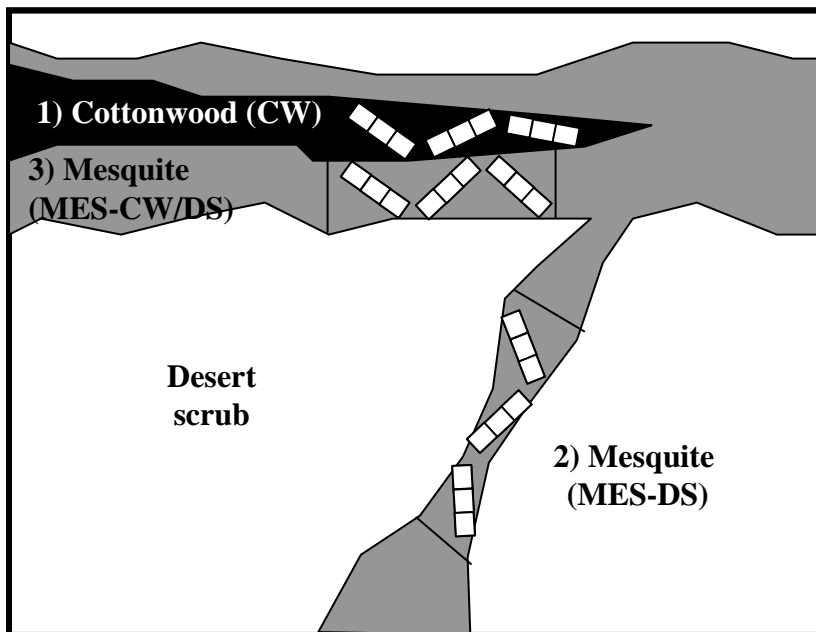 1) Cottonwood (CW)
3) Mesquite
(MES-CW/DS)
Desert
scrub
2) Mesquite
(MES-DS)